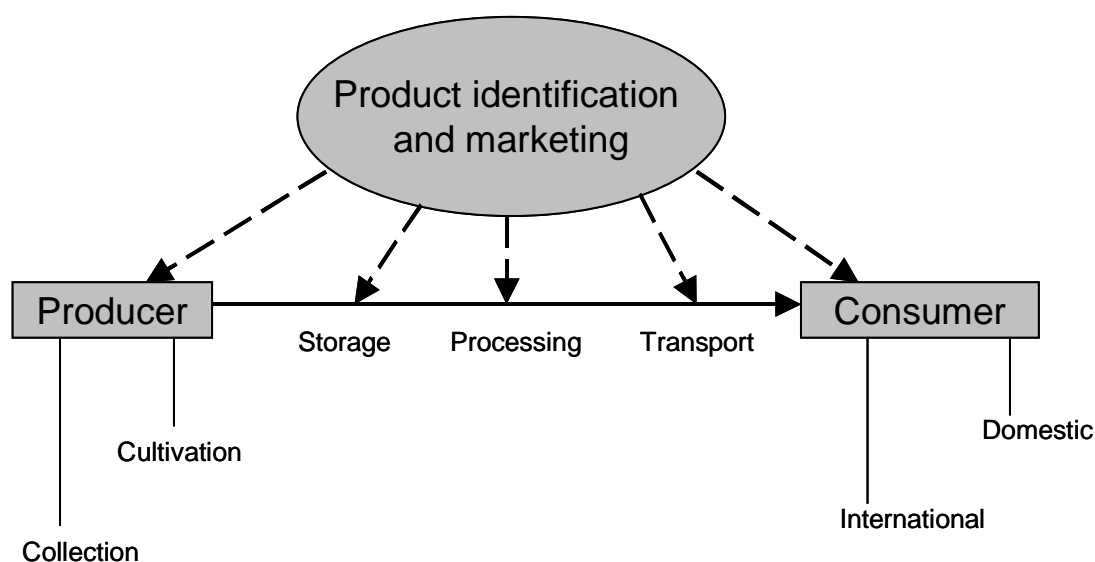 Product identification
and marketing
Producer
Consumer
Storage
Processing
Transport
Cultivation
Collection
Domestic
International